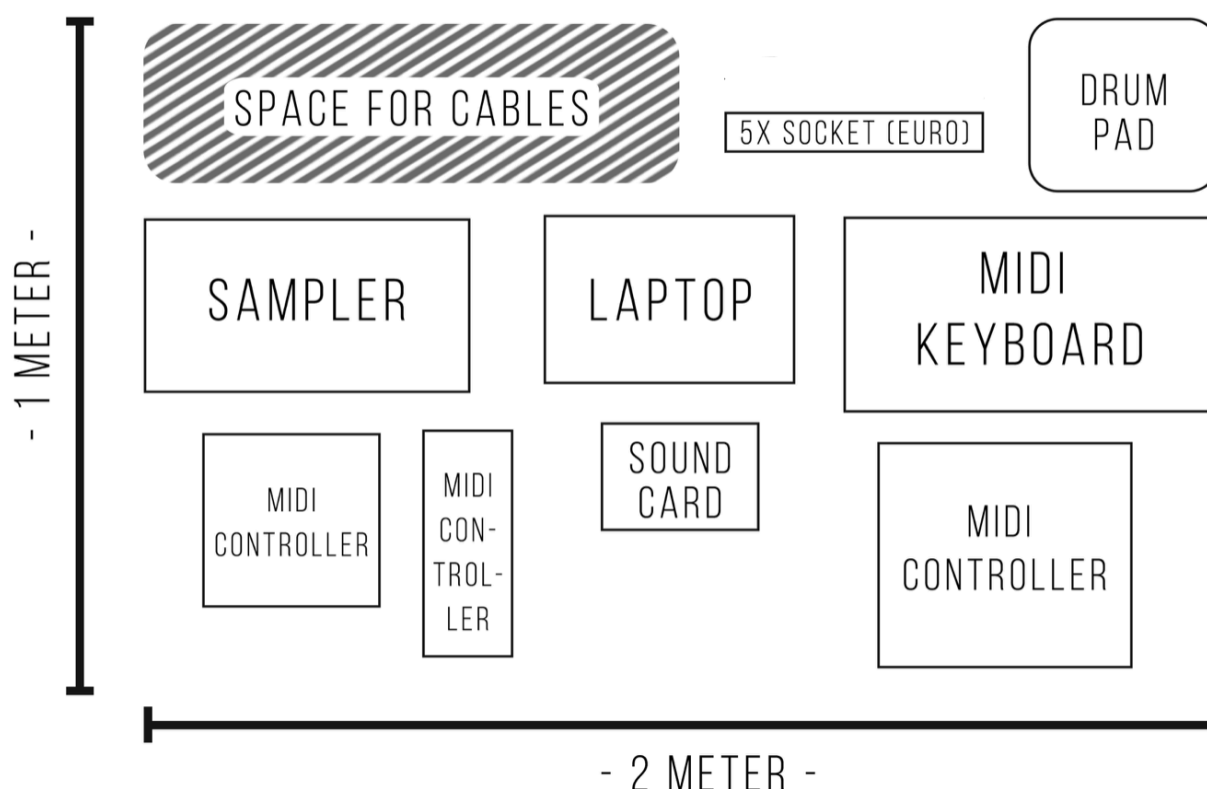 SPACE FOR CABLES
5X SOCKET (EURO)
DRUM
PAD
- 1 METER -
SAMPLER
LAPTOP
MIDI
KEYBOARD
MIDI
CONTROLLER
MIDI
CON-
TROL-
LER
SOUND
CARD
MIDI
CONTROLLER
- 2 METER -